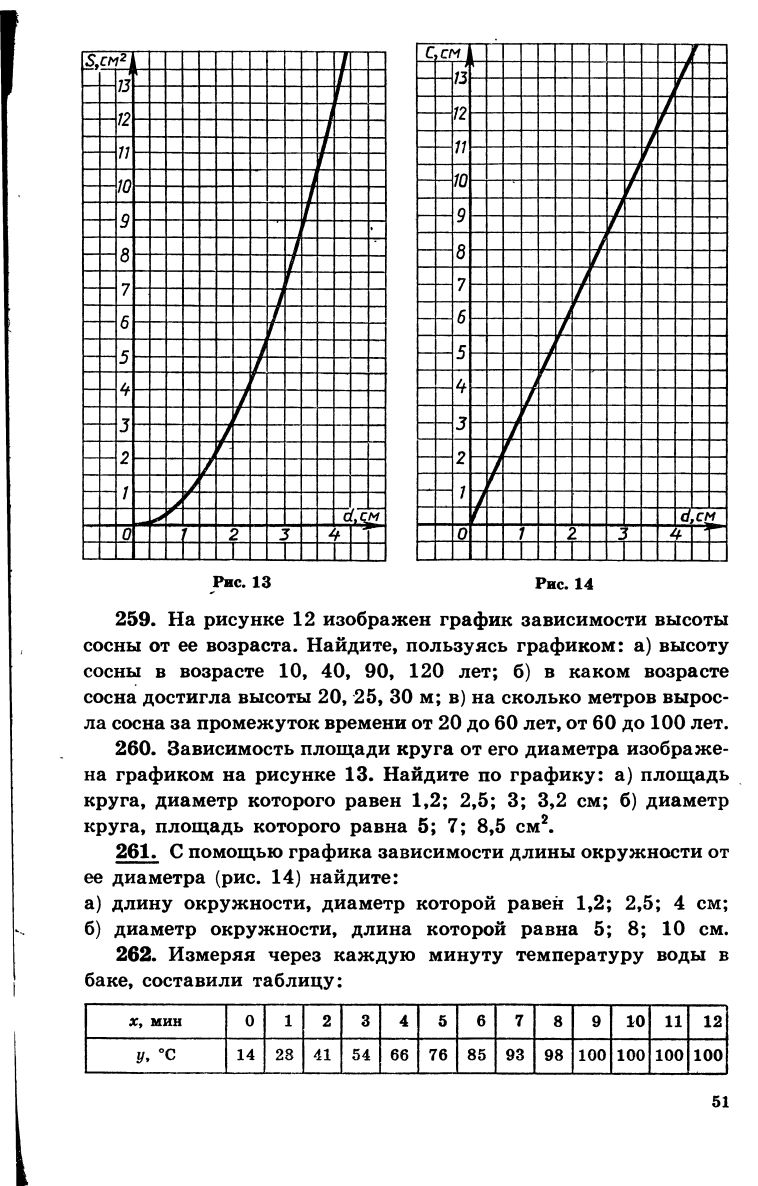 S,см²
13
12
11
10
9
8
7
6
5
4
3
2
1
0 1 2 3 4
d,см
C,см
13
12
11
10
9
8
7
6
5
4
3
2
1
0 1 2 3 4
d,см
Рис. 13
Рис. 14
259. На рисунке 12 изображен график зависимости высоты
сосны от ее возраста. Найдите, пользуясь графиком: а) высоту
сосны в возрасте 10, 40, 90, 120 лет; б) в каком возрасте
сосна достигла высоты 20, 25, 30 м; в) на сколько метров вырос-
ла сосна за промежуток времени от 20 до 60 лет, от 60 до 100 лет.
260. Зависимость площади круга от его диаметра изображе-
на графиком на рисунке 13. Найдите по графику: а) площадь
круга, диаметр которого равен 1,2; 2,5; 3; 3,2 см; б) диаметр
круга, площадь которого равна 5; 7; 8,5 см².
261. С помощью графика зависимости длины окружности от
ее диаметра (рис. 14) найдите:
а) длину окружности, диаметр которой равен 1,2; 2,5; 4 см;
б) диаметр окружности, длина которой равна 5; 8; 10 см.
262. Измеряя через каждую минуту температуру воды в
баке, составили таблицу:
x, мин 0 1 2 3 4 5 6 7 8 9 10 11 12
y, °C 14 28 41 54 66 76 85 93 98 100 100 100 100
51